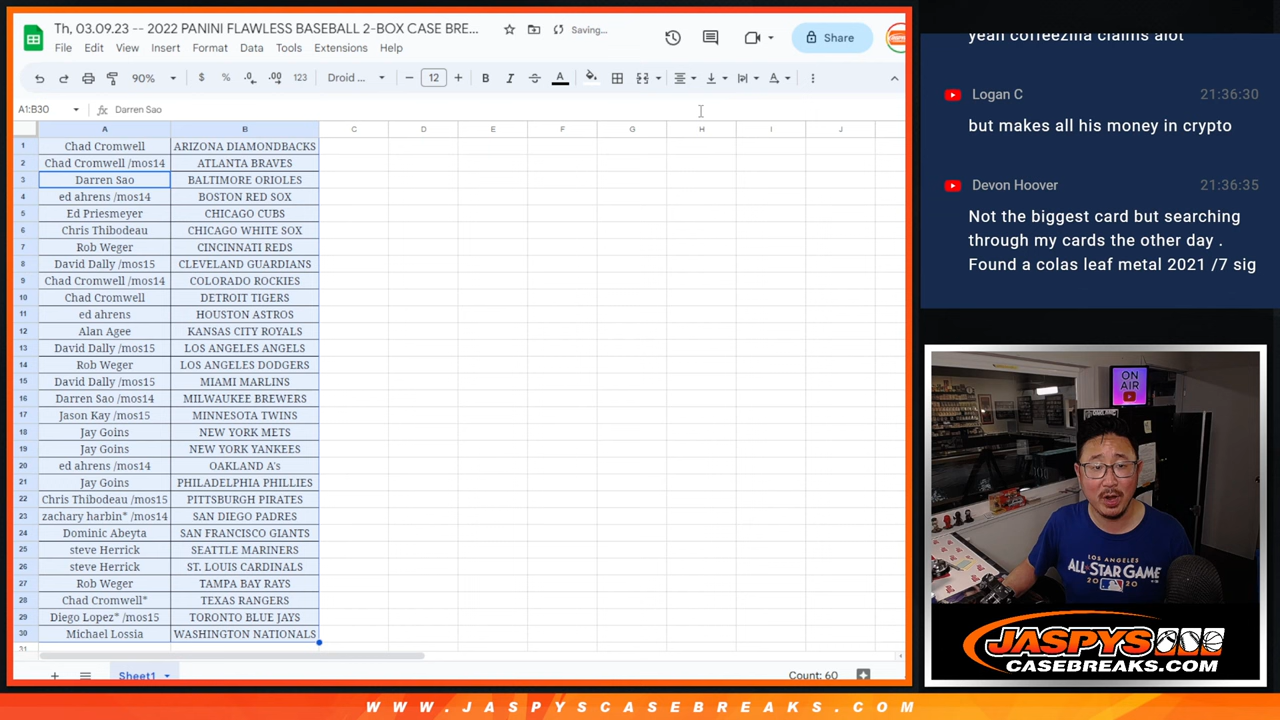 Th, 03.09.23 -- 2022 PANINI FLAWLESS BASEBALL 2-BOX CASE BRE...
Saving...
File Edit View Insert Format Data Tools Extensions Help
Share
90% $ % .0 .00 123 Droid ... 12 B I S A
A1:B30 fx Darren Sao
A B C D E F G H I J
1 Chad Cromwell ARIZONA DIAMONDBACKS
2 Chad Cromwell /mos14 ATLANTA BRAVES
3 Darren Sao BALTIMORE ORIOLES
4 ed ahrens /mos14 BOSTON RED SOX
5 Ed Priesmeyer CHICAGO CUBS
6 Chris Thibodeau CHICAGO WHITE SOX
7 Rob Weger CINCINNATI REDS
8 David Dally /mos15 CLEVELAND GUARDIANS
9 Chad Cromwell /mos14 COLORADO ROCKIES
10 Chad Cromwell DETROIT TIGERS
11 ed ahrens HOUSTON ASTROS
12 Alan Agee KANSAS CITY ROYALS
13 David Dally /mos15 LOS ANGELES ANGELS
14 Rob Weger LOS ANGELES DODGERS
15 David Dally /mos15 MIAMI MARLINS
16 Darren Sao /mos14 MILWAUKEE BREWERS
17 Jason Kay /mos15 MINNESOTA TWINS
18 Jay Goins NEW YORK METS
19 Jay Goins NEW YORK YANKEES
20 ed ahrens /mos14 OAKLAND A's
21 Jay Goins PHILADELPHIA PHILLIES
22 Chris Thibodeau /mos15 PITTSBURGH PIRATES
23 zachary harbin* /mos14 SAN DIEGO PADRES
24 Dominic Abeyta SAN FRANCISCO GIANTS
25 steve Herrick SEATTLE MARINERS
26 steve Herrick ST. LOUIS CARDINALS
27 Rob Weger TAMPA BAY RAYS
28 Chad Cromwell* TEXAS RANGERS
29 Diego Lopez* /mos15 TORONTO BLUE JAYS
30 Michael Lossia WASHINGTON NATIONALS
31
Sheet1
Count: 60
yeah coffeezilla claims alot
Logan C 21:36:30
but makes all his money in crypto
Devon Hoover 21:36:35
Not the biggest card but searching
through my cards the other day .
Found a colas leaf metal 2021 /7 sig
ON
AIR
LOS ANGELES
ALL STAR GAME
2020
JASPYS
CASEBREAKS.COM
WWW.JASPYSCASEBREAKS.COM